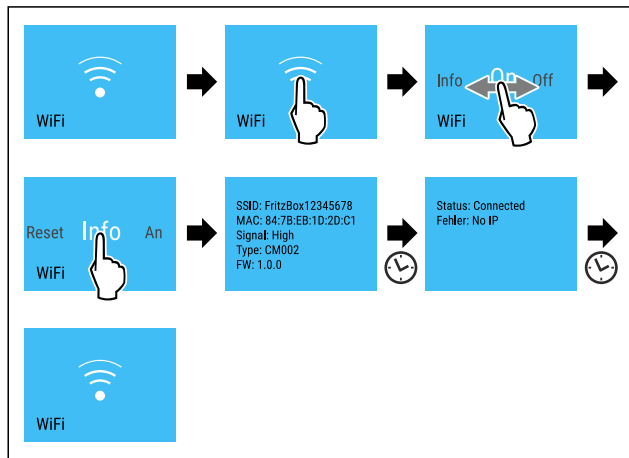 WiFi
WiFi
Info On Off
WiFi
Reset Info An
WiFi
SSID: FritzBox12345678
MAC: 84:7B:EB:1D:2D:C1
Signal: High
Type: CM002
FW: 1.0.0
Status: Connected
Fehler: No IP
WiFi